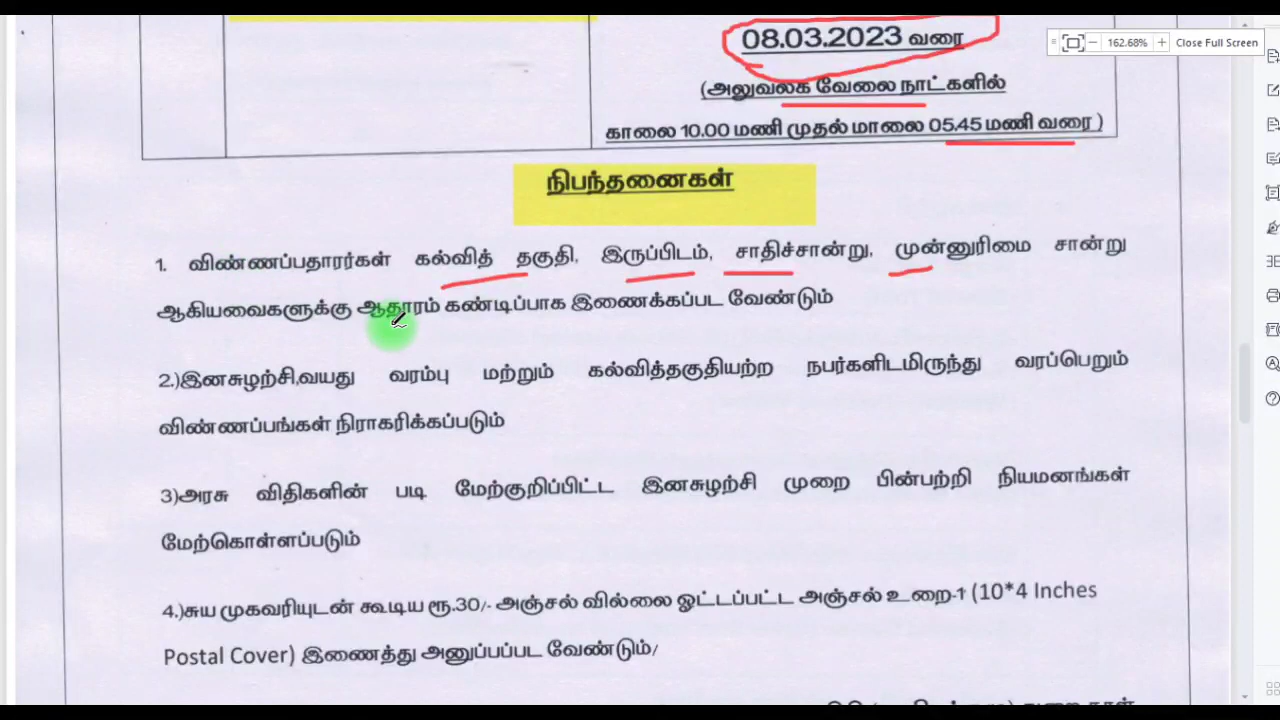 08.03.2023 வரை
162.68%
Close Full Screen
(அலுவலக வேலை நாட்களில்
காலை 10.00 மணி முதல் மாலை 05.45 மணி வரை )
நிபந்தனைகள்
1. விண்ணப்பதாரர்கள் கல்வித் தகுதி, இருப்பிடம், சாதிச்சான்று, முன்னுரிமை சான்று
ஆகியவைகளுக்கு ஆதாரம் கண்டிப்பாக இணைக்கப்பட வேண்டும்
2.)இனசுழற்சி,வயது வரம்பு மற்றும் கல்வித்தகுதியற்ற நபர்களிடமிருந்து வரப்பெறும்
விண்ணப்பங்கள் நிராகரிக்கப்படும்
3)அரசு விதிகளின் படி மேற்குறிப்பிட்ட இனசுழற்சி முறை பின்பற்றி நியமனங்கள்
மேற்கொள்ளப்படும்
4.)சுய முகவரியுடன் கூடிய ரூ.30/- அஞ்சல் வில்லை ஓட்டப்பட்ட அஞ்சல் உறை-1 (10*4 Inches
Postal Cover) இணைத்து அனுப்பப்பட வேண்டும்/